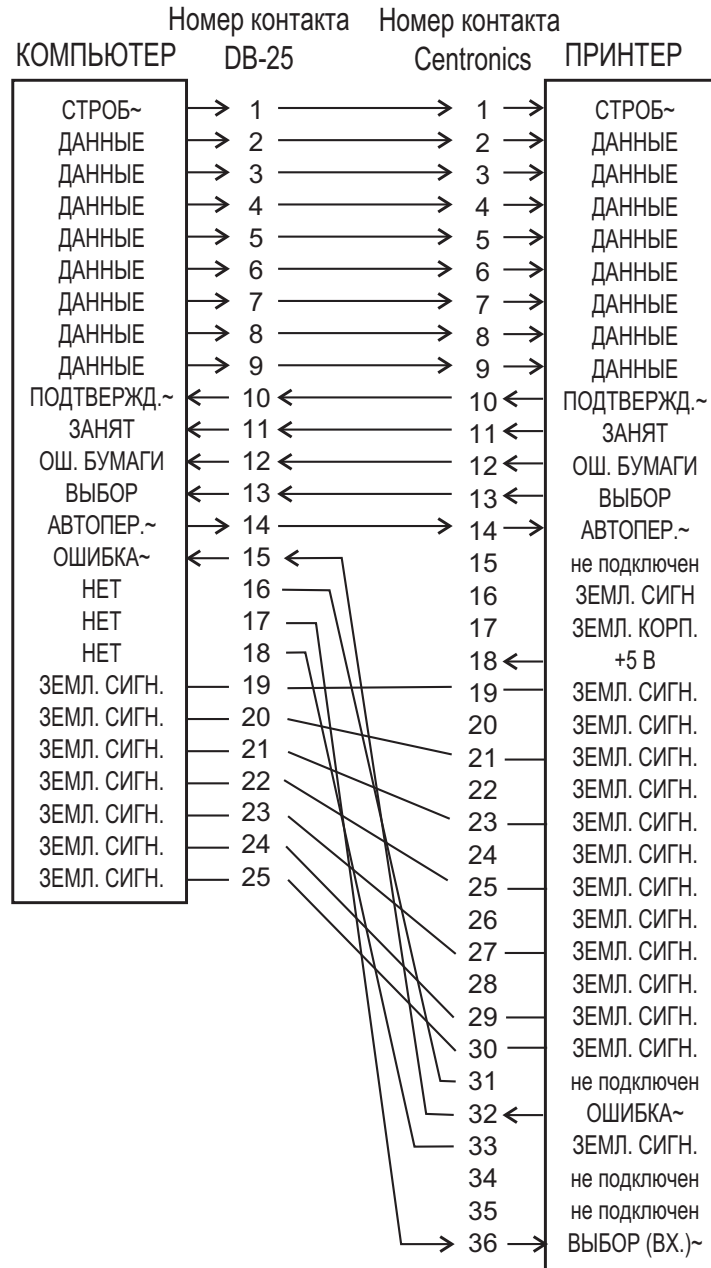 Номер контакта Номер контакта
КОМПЬЮТЕР DB-25 Centronics ПРИНТЕР
СТРОБ~ 1 1 СТРОБ~
ДАННЫЕ 2 2 ДАННЫЕ
ДАННЫЕ 3 3 ДАННЫЕ
ДАННЫЕ 4 4 ДАННЫЕ
ДАННЫЕ 5 5 ДАННЫЕ
ДАННЫЕ 6 6 ДАННЫЕ
ДАННЫЕ 7 7 ДАННЫЕ
ДАННЫЕ 8 8 ДАННЫЕ
ДАННЫЕ 9 9 ДАННЫЕ
ПОДТВЕРЖД.~ 10 10 ПОДТВЕРЖД.~
ЗАНЯТ 11 11 ЗАНЯТ
ОШ. БУМАГИ 12 12 ОШ. БУМАГИ
ВЫБОР 13 13 ВЫБОР
АВТОПЕР.~ 14 14 АВТОПЕР.~
ОШИБКА~ 15 15 не подключен
НЕТ 16 16 ЗЕМЛ. СИГН
НЕТ 17 17 ЗЕМЛ. КОРП.
НЕТ 18 18 +5 В
ЗЕМЛ. СИГН. 19 19 ЗЕМЛ. СИГН.
ЗЕМЛ. СИГН. 20 20 ЗЕМЛ. СИГН.
ЗЕМЛ. СИГН. 21 21 ЗЕМЛ. СИГН.
ЗЕМЛ. СИГН. 22 22 ЗЕМЛ. СИГН.
ЗЕМЛ. СИГН. 23 23 ЗЕМЛ. СИГН.
ЗЕМЛ. СИГН. 24 24 ЗЕМЛ. СИГН.
ЗЕМЛ. СИГН. 25 25 ЗЕМЛ. СИГН.
26 ЗЕМЛ. СИГН.
27 ЗЕМЛ. СИГН.
28 ЗЕМЛ. СИГН.
29 ЗЕМЛ. СИГН.
30 ЗЕМЛ. СИГН.
31 не подключен
32 ОШИБКА~
33 ЗЕМЛ. СИГН.
34 не подключен
35 не подключен
36 ВЫБОР (ВХ.)~